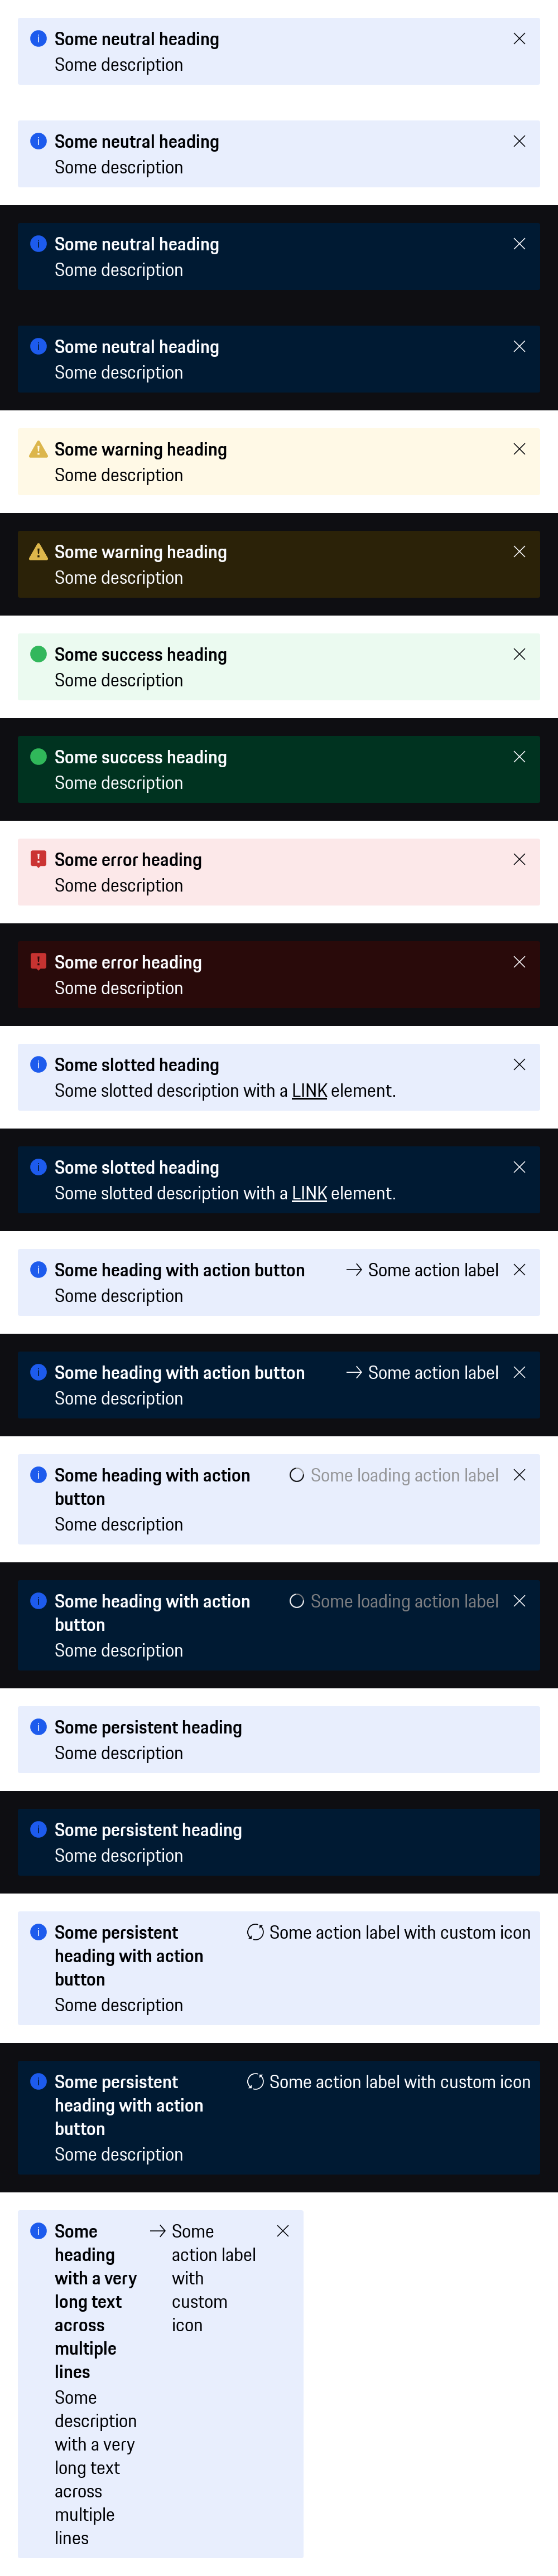 Some neutral heading
Some description
Some neutral heading
Some description
Some neutral heading
Some description
Some neutral heading
Some description
Some warning heading
Some description
Some warning heading
Some description
Some success heading
Some description
Some success heading
Some description
Some error heading
Some description
Some error heading
Some description
Some slotted heading
Some slotted description with a LINK element.
Some slotted heading
Some slotted description with a LINK element.
Some heading with action button
Some action label
Some description
Some heading with action button
Some action label
Some description
Some heading with action
button
Some loading action label
Some description
Some heading with action
button
Some loading action label
Some description
Some persistent heading
Some description
Some persistent heading
Some description
Some persistent
heading with action
button
Some action label with custom icon
Some description
Some persistent
heading with action
button
Some action label with custom icon
Some description
Some
heading
with a very
long text
across
multiple
lines
Some
action label
with
custom
icon
Some
description
with a very
long text
across
multiple
lines